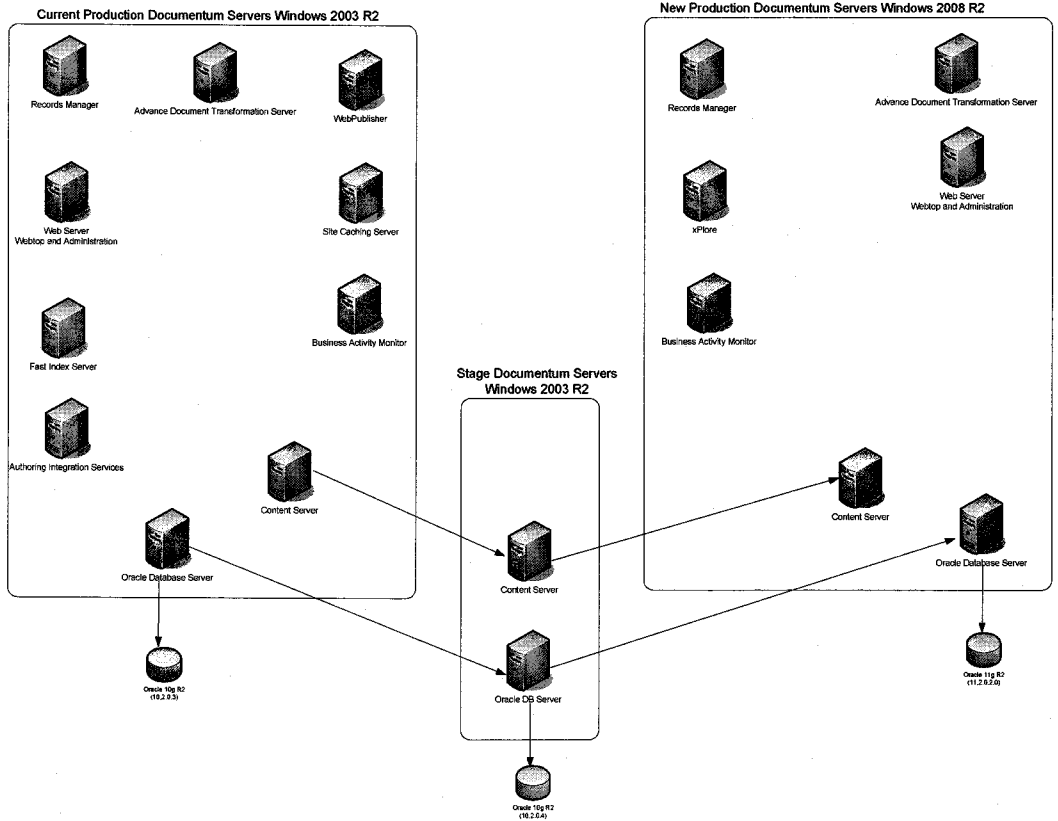 Current Production Documentum Servers Windows 2003 R2
Records Manager
Advance Document Transformation Server
WebPublisher
Web Server
Webtop and Administration
Site Caching Server
Fast Index Server
Business Activity Monitor
Authoring Integration Services
Content Server
Oracle Database Server
Oracle 10g R2
(10.2.0.3)
Stage Documentum Servers
Windows 2003 R2
Content Server
Oracle DB Server
Oracle 10g R2
(10.2.0.4)
New Production Documentum Servers Windows 2008 R2
Records Manager
Advance Document Transformation Server
Web Server
Webtop and Administration
xPlore
Business Activity Monitor
Content Server
Oracle Database Server
Oracle 11g R2
(11.2.0.2.0)